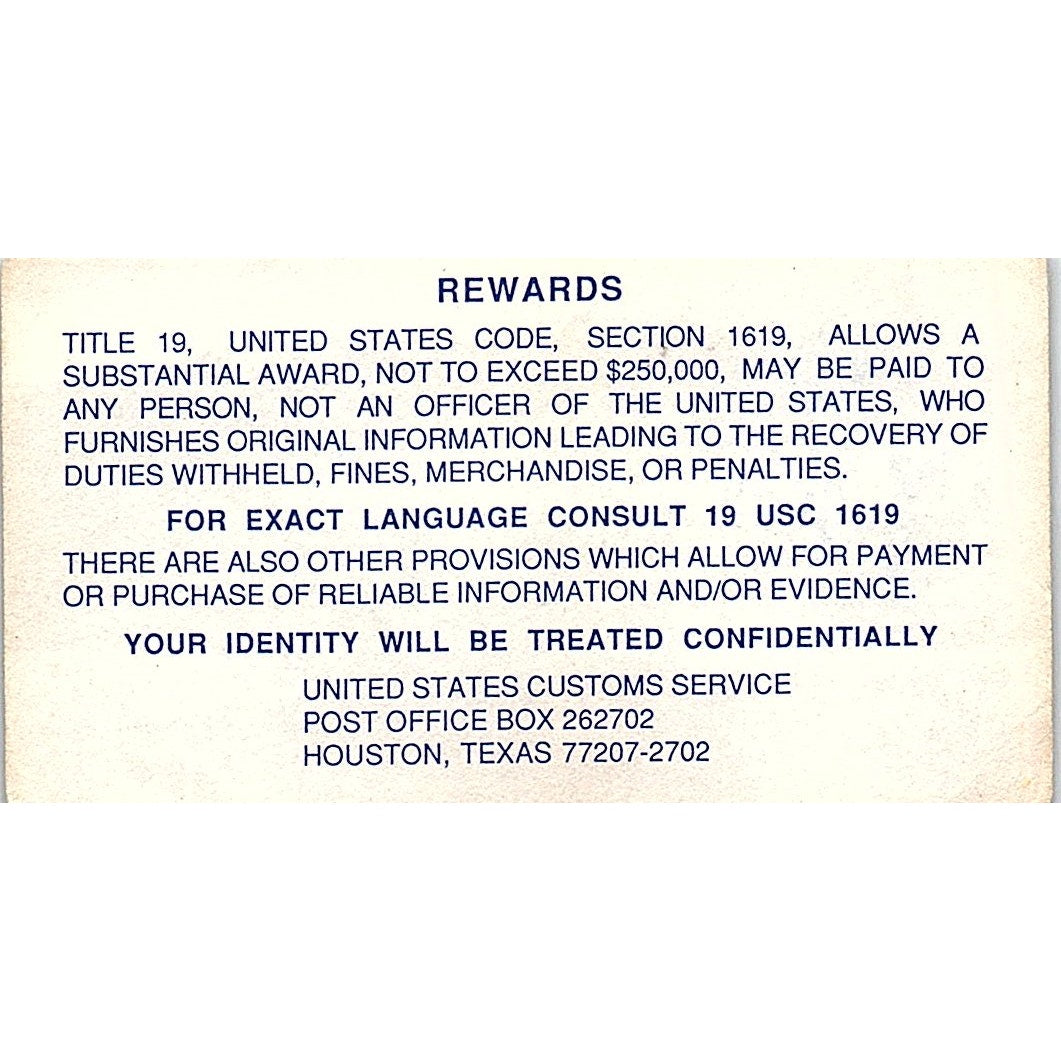 REWARDS
TITLE 19, UNITED STATES CODE, SECTION 1619, ALLOWS A
SUBSTANTIAL AWARD, NOT TO EXCEED $250,000, MAY BE PAID TO
ANY PERSON, NOT AN OFFICER OF THE UNITED STATES, WHO
FURNISHES ORIGINAL INFORMATION LEADING TO THE RECOVERY OF
DUTIES WITHHELD, FINES, MERCHANDISE, OR PENALTIES.
FOR EXACT LANGUAGE CONSULT 19 USC 1619
THERE ARE ALSO OTHER PROVISIONS WHICH ALLOW FOR PAYMENT
OR PURCHASE OF RELIABLE INFORMATION AND/OR EVIDENCE.
YOUR IDENTITY WILL BE TREATED CONFIDENTIALLY
UNITED STATES CUSTOMS SERVICE
POST OFFICE BOX 262702
HOUSTON, TEXAS 77207-2702